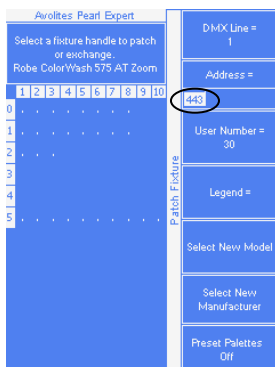 Avolites Pearl Expert
Select a fixture handle to patch
or exchange.
Robe ColorWash 575 AT Zoom
1 2 3 4 5 6 7 8 9 10
0
1
2
3
4
5
Patch Fixture
DMX Line =
1
Address =
443
User Number =
30
Legend =
Select New Model
Select New
Manufacturer
Preset Palettes
Off